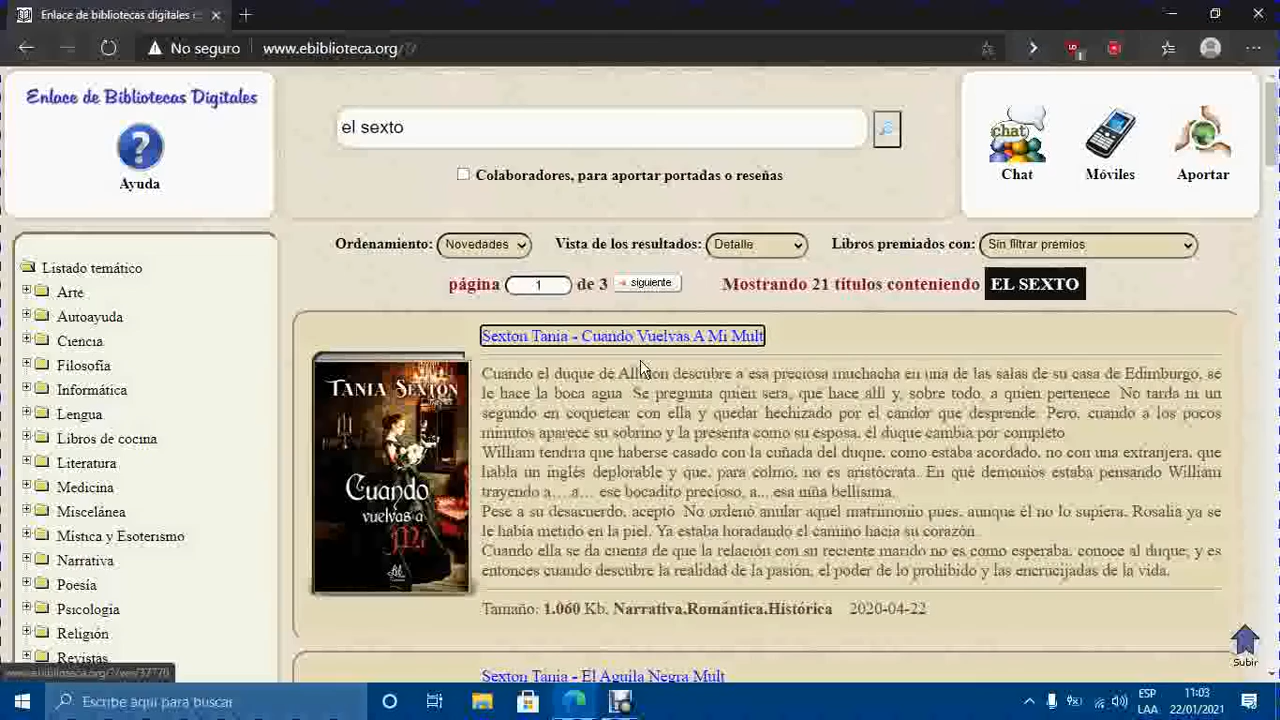 Enlace de bibliotecas digitales
No seguro
www.ebiblioteca.org
Enlace de Bibliotecas Digitales
Ayuda
el sexto
Colaboradores, para aportar portadas o reseñas
chat
Chat
Móviles
Aportar
Ordenamiento: Novedades
Vista de los resultados: Detalle
Libros premiados con: Sin filtrar premios
página 1 de 3 siguiente
Mostrando 21 títulos conteniendo EL SEXTO
Listado temático
Arte
Autoayuda
Ciencia
Filosofía
Informática
Lengua
Libros de cocina
Literatura
Medicina
Miscelánea
Mística y Esoterismo
Narrativa
Poesía
Psicología
Religión
Revistas
Sexton Tania - Cuando Vuelvas A Mi Mult
TANIA SEXTON
Cuando
vuelvas a
Mí
Cuando el duque de descubre a esa preciosa muchacha en una de las salas de su casa de Edimburgo, se
le hace la boca agua. Se pregunta quién será, que hace allí y, sobre todo, a quien pertenece. No tarda ni un
segundo en coquetear con ella y quedar hechizado por el candor que desprende. Pero, cuando a los pocos
minutos aparece su sobrino y la presenta como su esposa, el duque cambia por completo
William tendría que haberse casado con la cuñada del duque, como estaba acordado, no con una extranjera, que
habla un inglés deplorable y que, para colmo, no es aristócrata. En qué demonios estaba pensando William
trayendo a... a... ese bocadito precioso, a... esa niña bellísima.
Pese a su desacuerdo, aceptó. No ordenó anular aquel matrimonio pues, aunque él no lo supiera, Rosalía ya se
le había metido en la piel. Ya estaba horadando el camino hacia su corazón.
Cuando ella se da cuenta de que la relación con su reciente marido no es como esperaba, conoce al duque, y es
entonces cuando descubre la realidad de la pasión, el poder de lo prohibido y las encrucijadas de la vida.
Tamaño: 1.060 Kb. Narrativa,Romántica,Histórica 2020-04-22
Subir
Sexton Tania - El Aguila Negra Mult
Escribe aquí para buscar
ESP
LAA
11:03
22/01/2021